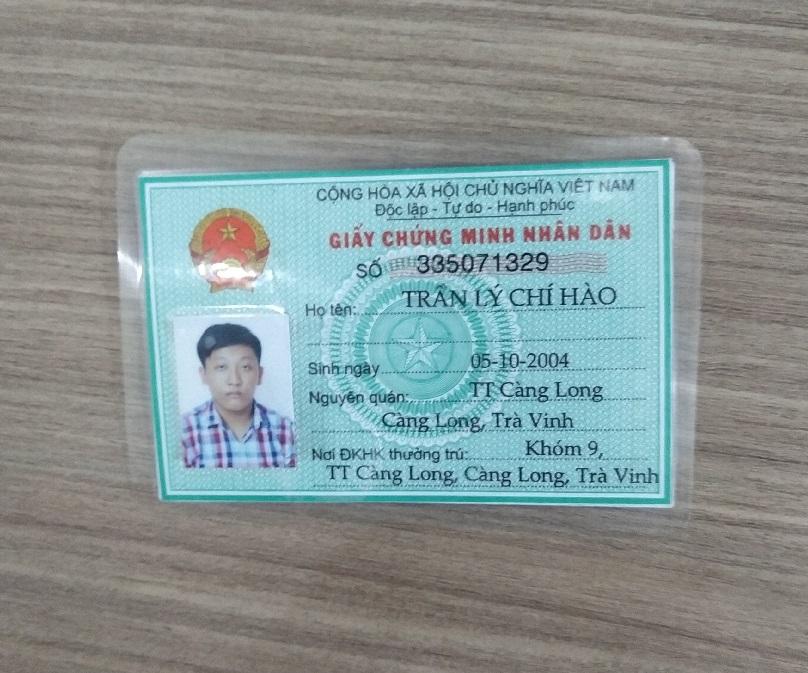 CỘNG HÒA XÃ HỘI CHỦ NGHĨA VIỆT NAM
Độc lập - Tự do - Hạnh phúc
GIẤY CHỨNG MINH NHÂN DÂN
SỐ 335071329
Họ tên: TRẦN LÝ CHÍ HÀO
Sinh ngày 05-10-2004
Nguyên quán: TT Càng Long
Càng Long, Trà Vinh
Nơi ĐKHK thường trú: Khóm 9,
TT Càng Long, Càng Long, Trà Vinh